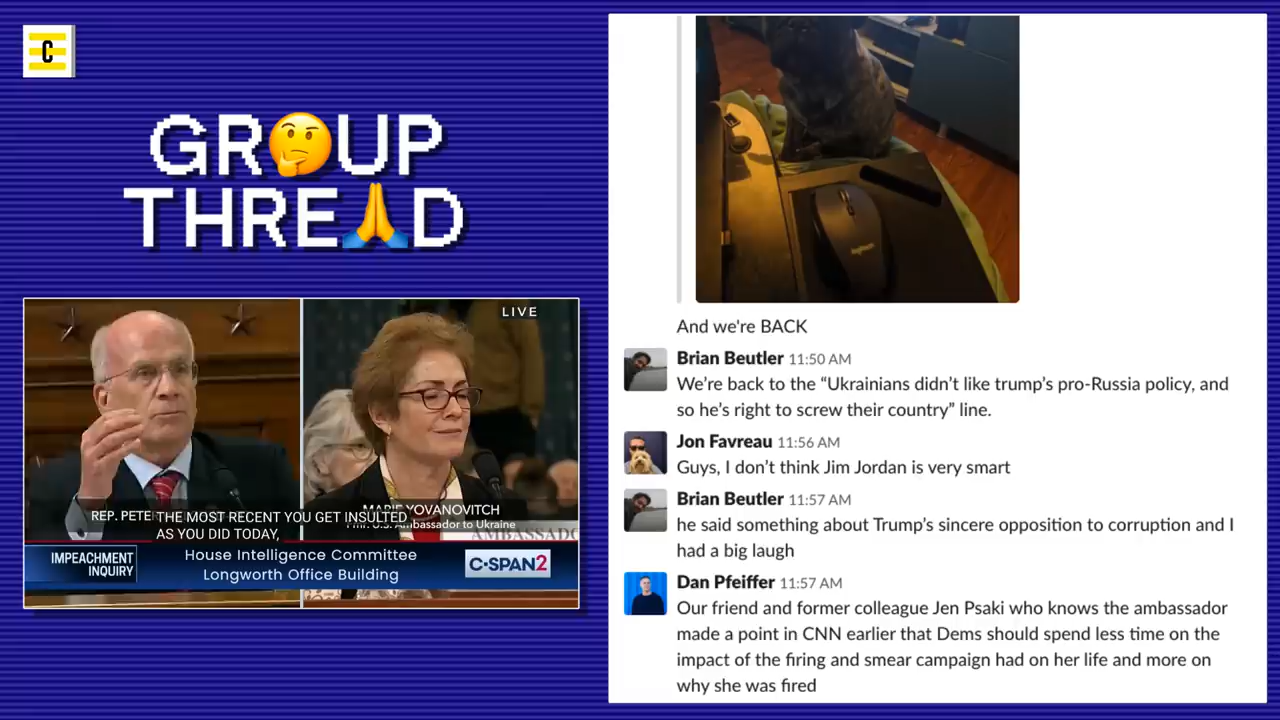 C
GROUP
THREAD
LIVE
MARIE YOVANOVITCH
Ambassador to Ukraine
REP. PETE
THE MOST RECENT YOU GET INSULTED
AS YOU DID TODAY,
AMBASSADO
IMPEACHMENT
INQUIRY
House Intelligence Committee
Longworth Office Building
C-SPAN2
logitech
And we're BACK
Brian Beutler 11:50 AM
We’re back to the “Ukrainians didn’t like trump’s pro-Russia policy, and
so he’s right to screw their country” line.
Jon Favreau 11:56 AM
Guys, I don’t think Jim Jordan is very smart
Brian Beutler 11:57 AM
he said something about Trump’s sincere opposition to corruption and I
had a big laugh
Dan Pfeiffer 11:57 AM
Our friend and former colleague Jen Psaki who knows the ambassador
made a point in CNN earlier that Dems should spend less time on the
impact of the firing and smear campaign had on her life and more on
why she was fired